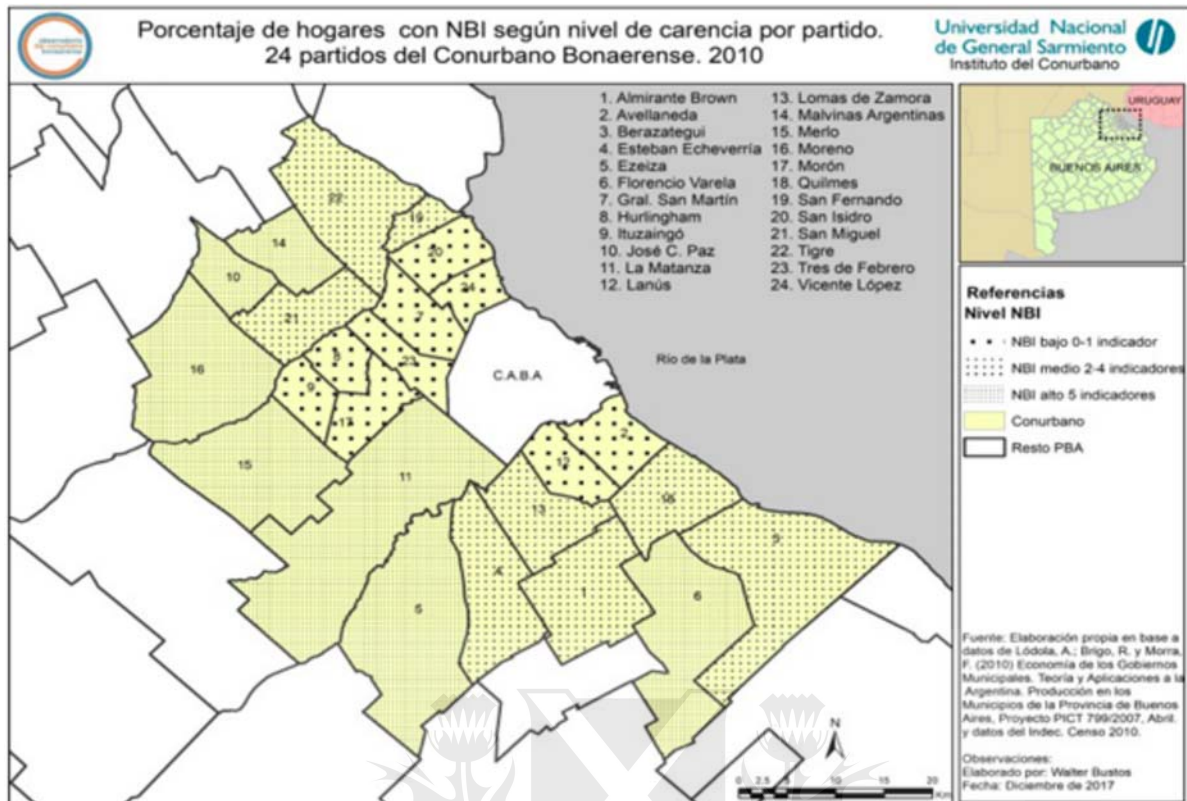 Porcentaje de hogares con NBI según nivel de carencia por partido.
24 partidos del Conurbano Bonaerense. 2010
Universidad Nacional
de General Sarmiento
Instituto del Conurbano
1. Almirante Brown
2. Avellaneda
3. Berazategui
4. Esteban Echeverría
5. Ezeiza
6. Florencio Varela
7. Gral. San Martín
8. Hurlingham
9. Ituzaingó
10. José C. Paz
11. La Matanza
12. Lanús
13. Lomas de Zamora
14. Malvinas Argentinas
15. Merlo
16. Moreno
17. Morón
18. Quilmes
19. San Fernando
20. San Isidro
21. San Miguel
22. Tigre
23. Tres de Febrero
24. Vicente López
URUGUAY
BUENOS AIRES
22
19
14
20
10
24
21
7
8
23
16
9
17
C.A.B.A
Río de la Plata
2
12
15
11
18
13
3
4
1
6
5
Referencias
Nivel NBI
NBI bajo 0-1 indicador
NBI medio 2-4 indicadores
NBI alto 5 indicadores
Conurbano
Resto PBA
Fuente: Elaboración propia en base a
datos de Lódola, A.; Brigo, R. y Morra,
F. (2010) Economía de los Gobiernos
Municipales. Teoría y Aplicaciones a la
Argentina. Producción en los
Municipios de la Provincia de Buenos
Aires, Proyecto PICT 799/2007, Abril.
y datos del Indec. Censo 2010.
Observaciones:
Elaborado por: Walter Bustos
Fecha: Diciembre de 2017
N
0 2.5 5 10 15 20
Km